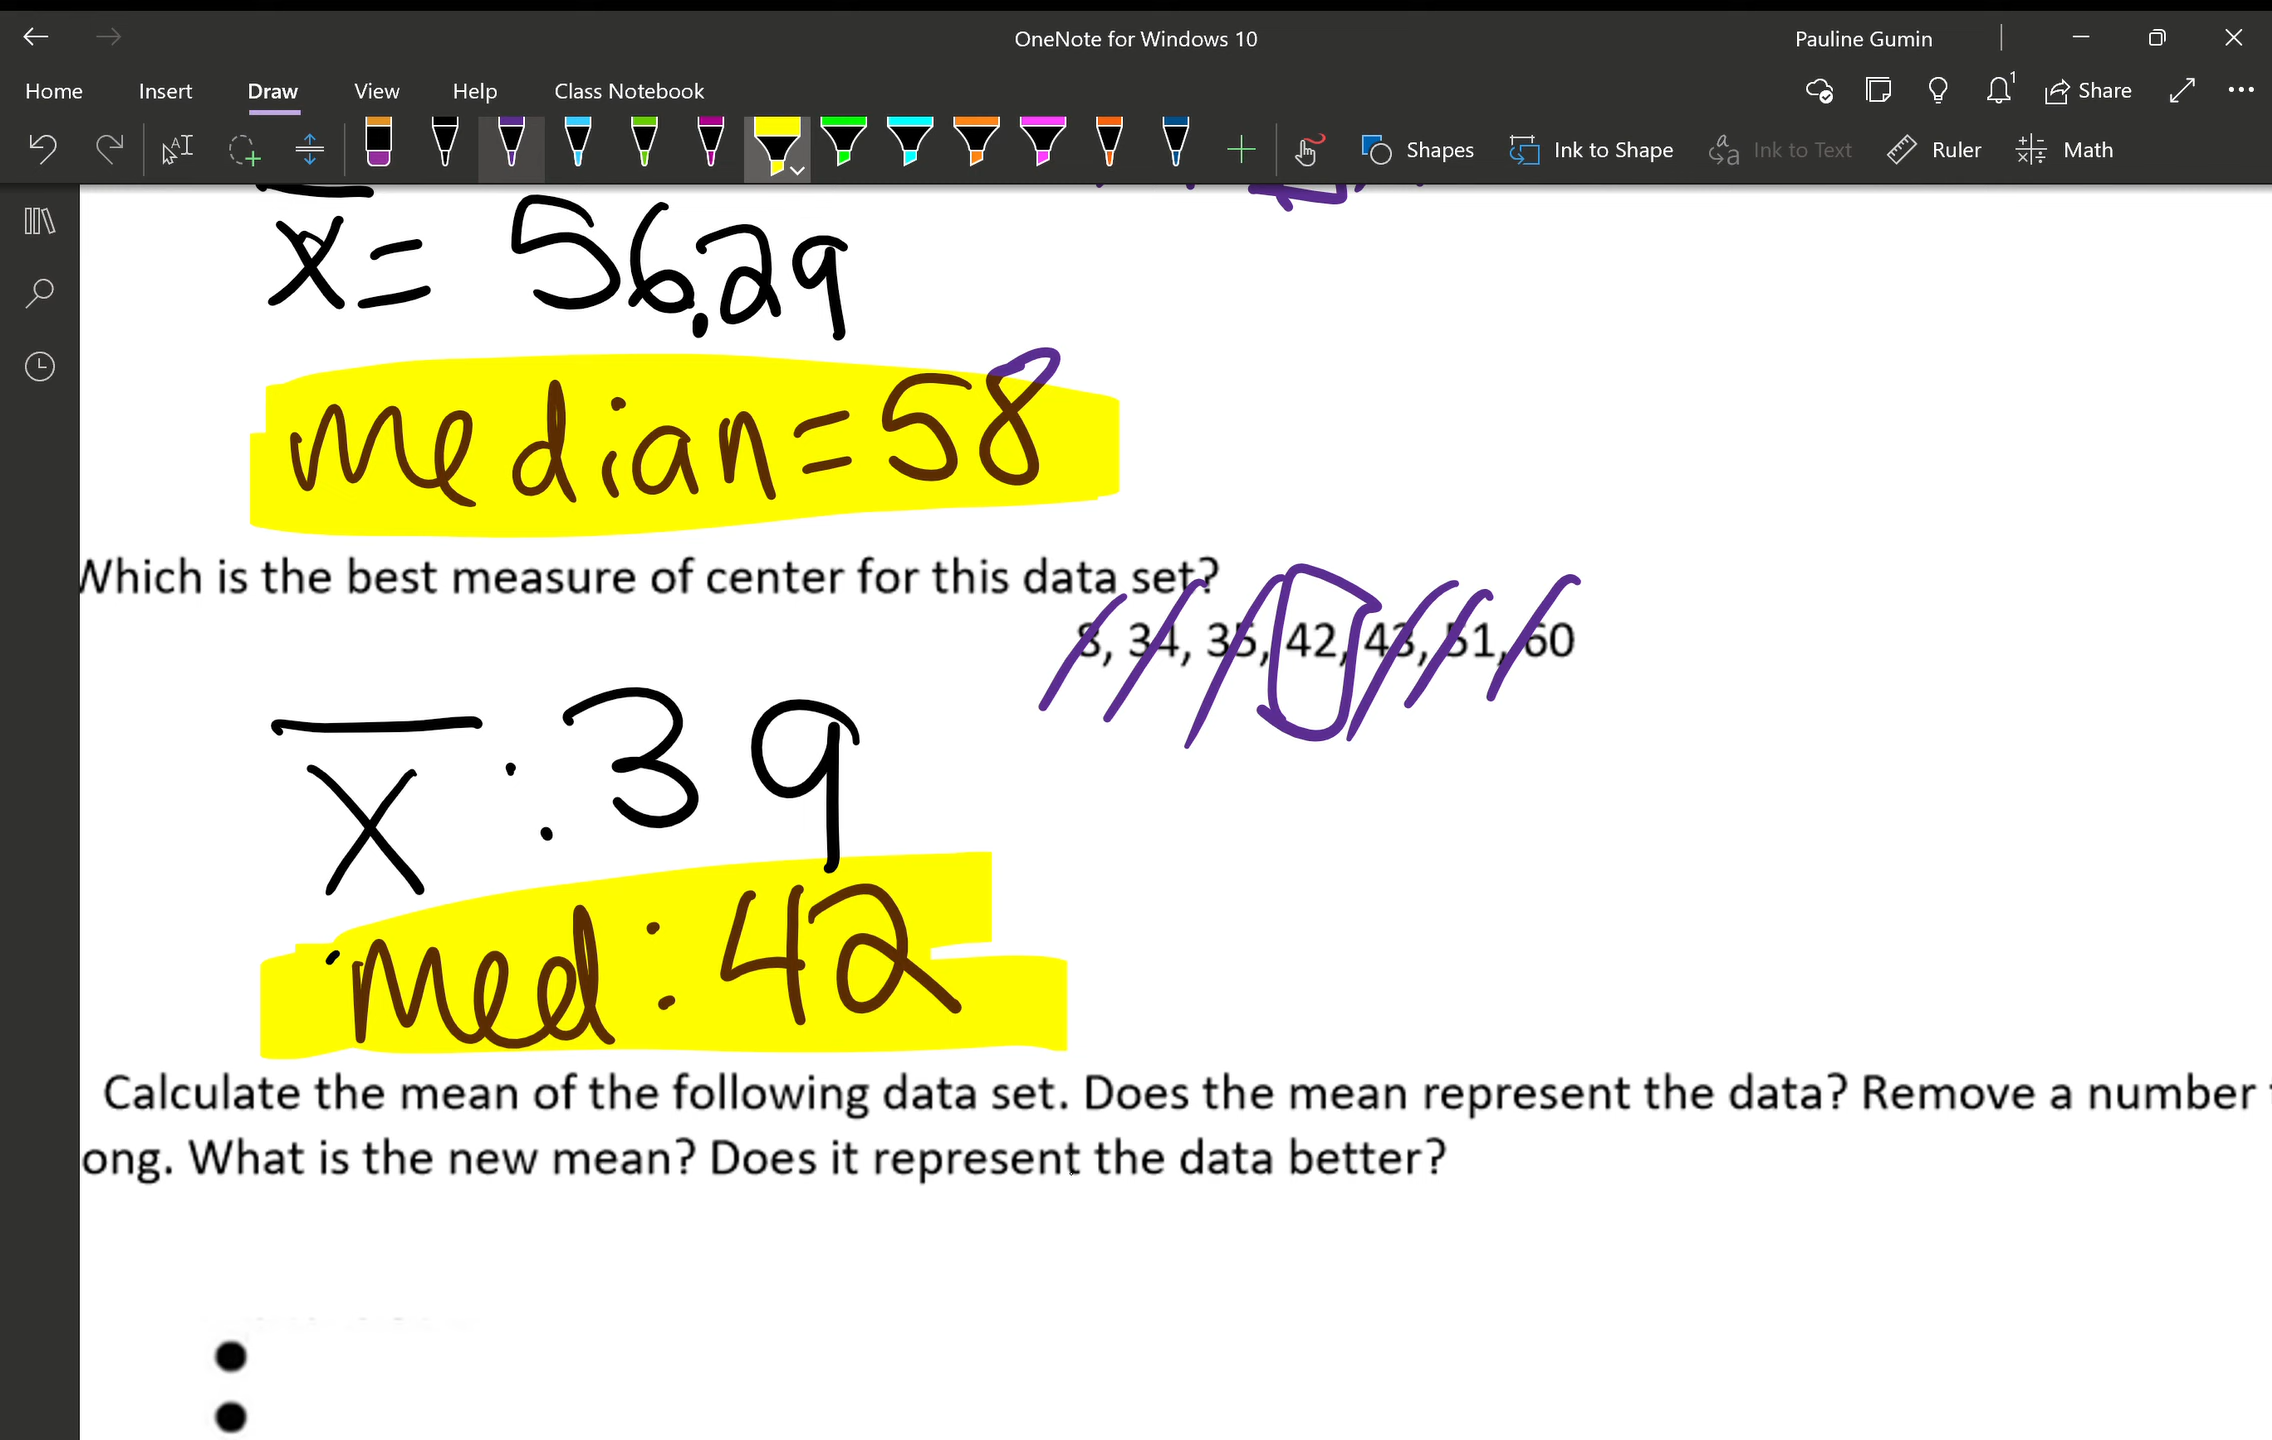 OneNote for Windows 10
Pauline Gumin
Home Insert Draw View Help Class Notebook
1 Share
Shapes Ink to Shape Ink to Text Ruler Math
x= 56.29
median=58
Which is the best measure of center for this data set?
8, 34, 35, 42, 43, 51, 60
x̅: 39
med: 42
Calculate the mean of the following data set. Does the mean represent the data? Remove a number
ong. What is the new mean? Does it represent the data better?